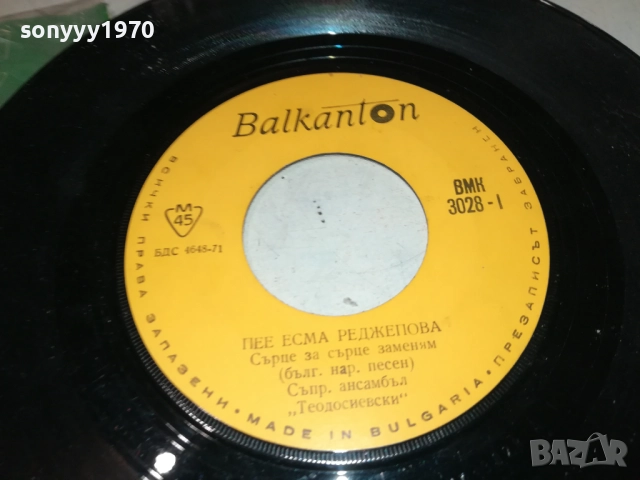 sonyyy1970
Balkanton
М
45
БДС 4648-71
ВМК
3028-I
ПЕЕ ЕСМА РЕДЖЕПОВА
Сърце за сърце заменям
(бълг. нар. песен)
Съпр. ансамбъл
„Теодосиевски"
ВСИЧКИ ПРАВА ЗАПАЗЕНИ • MADE IN BULGARIA • ПРЕЗАПИСЪТ ЗАБРАНЕН
BAZAR